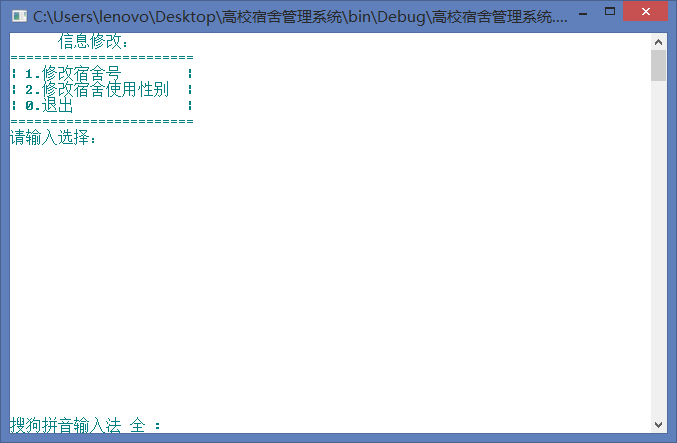 C:\Users\lenovo\Desktop\高校宿舍管理系统\bin\Debug\高校宿舍管理系统....
信息修改:
=======================
¦ 1.修改宿舍号 ¦
¦ 2.修改宿舍使用性别 ¦
¦ 0.退出 ¦
=======================
请输入选择:
搜狗拼音输入法 全 :